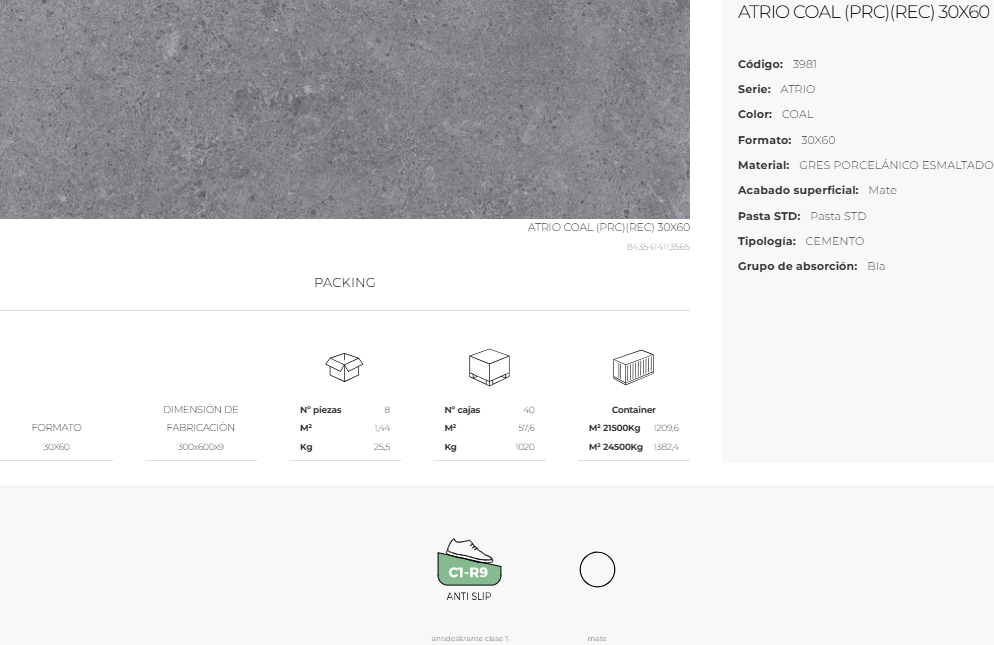 ATRIO COAL (PRC)(REC) 30X60
Código: 3981
Serie: ATRIO
Color: COAL
Formato: 30X60
Material: GRES PORCELÁNICO ESMALTADO
Acabado superficial: Mate
Pasta STD: Pasta STD
Tipología: CEMENTO
Grupo de absorción: BIa
ATRIO COAL (PRC)(REC) 30X60
8435414113565
PACKING
FORMATO
30X60
DIMENSIÓN DE
FABRICACIÓN
300x600x9
Nº piezas 8
M² 1,44
Kg 25,5
Nº cajas 40
M² 57,6
Kg 1020
Container
M² 21500Kg 1209,6
M² 24500Kg 1382,4
C1-R9
ANTI SLIP
antideslizante clase 1
mate